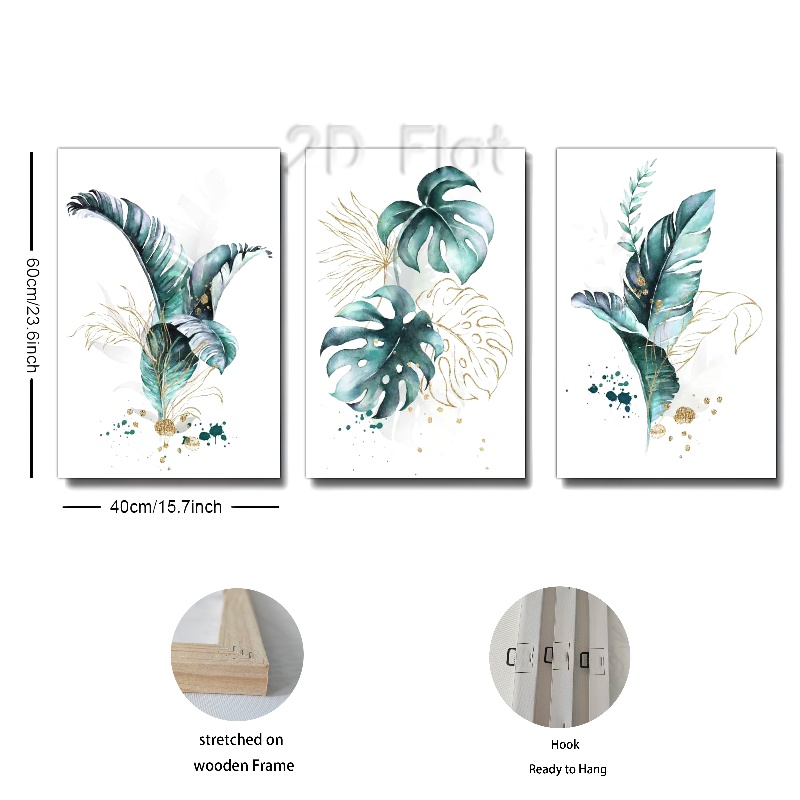 2D Flat
60cm/23.6inch
40cm/15.7inch
stretched on
wooden Frame
Hook
Ready to Hang